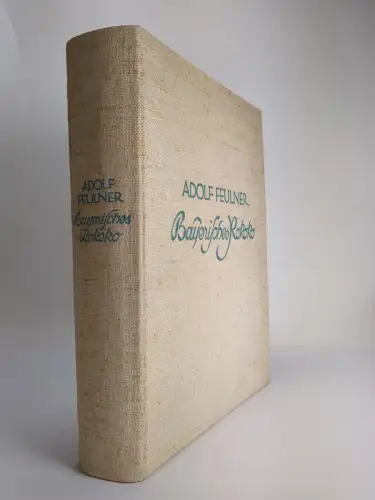 ADOLF
FEULNER
Bayerisches
Rokoko
ADOLF FEULNER
Bayerisches Rokoko